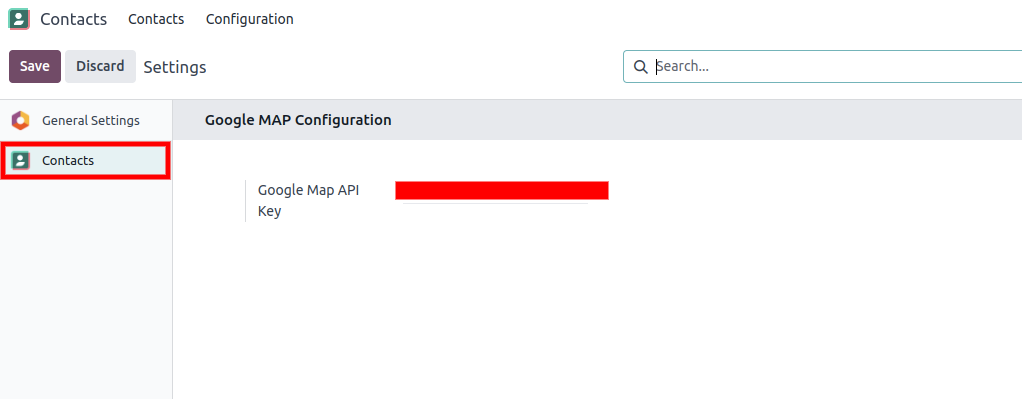 Contacts Contacts Configuration
Save Discard Settings Search...
General Settings
Google MAP Configuration
Contacts
Google Map API
Key